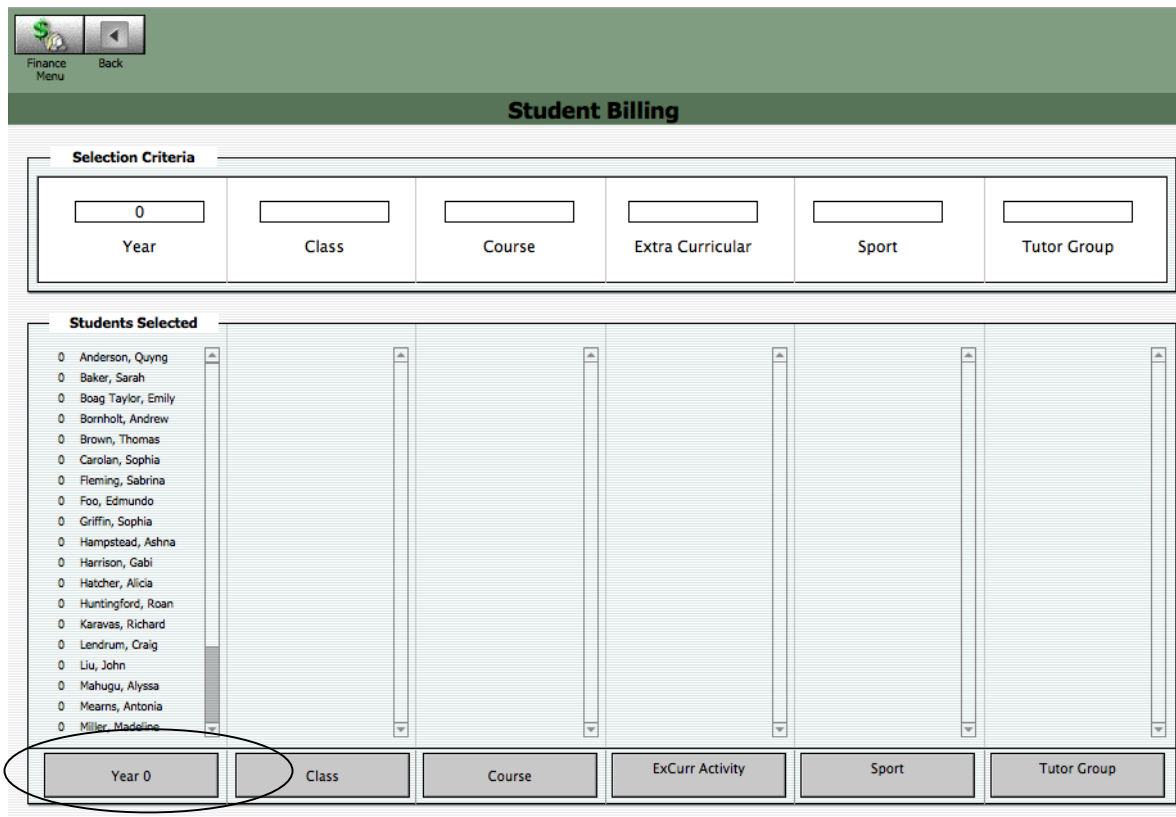 Finance
Menu
Back
Student Billing
Selection Criteria
0
Year
Class
Course
Extra Curricular
Sport
Tutor Group
Students Selected
0 Anderson, Quyng
0 Baker, Sarah
0 Boag Taylor, Emily
0 Bornholt, Andrew
0 Brown, Thomas
0 Carolan, Sophia
0 Fleming, Sabrina
0 Foo, Edmundo
0 Griffin, Sophia
0 Hampstead, Ashna
0 Harrison, Gabi
0 Hatcher, Alicia
0 Huntingford, Roan
0 Karavas, Richard
0 Lendrum, Craig
0 Liu, John
0 Mahugu, Alyssa
0 Mearns, Antonia
0 Miller, Madeline
Year 0
Class
Course
ExCurr Activity
Sport
Tutor Group